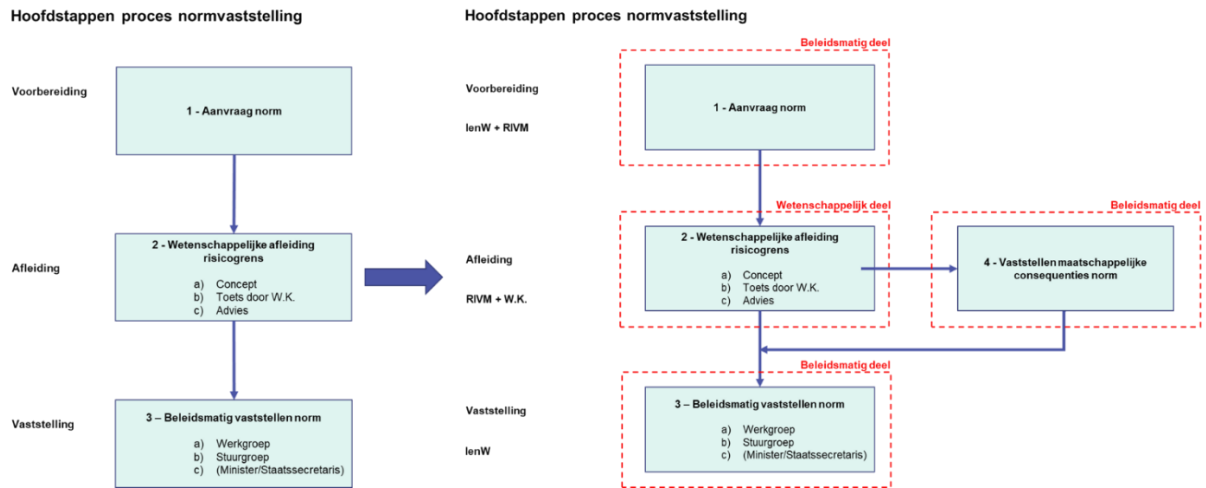 Hoofdstappen proces normvaststelling
Voorbereiding
1 - Aanvraag norm
Afleiding
2 - Wetenschappelijke afleiding
risicogrens
a) Concept
b) Toets door W.K.
c) Advies
Vaststelling
3 – Beleidsmatig vaststellen norm
a) Werkgroep
b) Stuurgroep
c) (Minister/Staatssecretaris)
Hoofdstappen proces normvaststelling
Beleidsmatig deel
Voorbereiding
IenW + RIVM
1 - Aanvraag norm
Wetenschappelijk deel
Afleiding
RIVM + W.K.
2 - Wetenschappelijke afleiding
risicogrens
a) Concept
b) Toets door W.K.
c) Advies
Beleidsmatig deel
4 - Vaststellen maatschappelijke
consequenties norm
Beleidsmatig deel
Vaststelling
IenW
3 – Beleidsmatig vaststellen norm
a) Werkgroep
b) Stuurgroep
c) (Minister/Staatssecretaris)